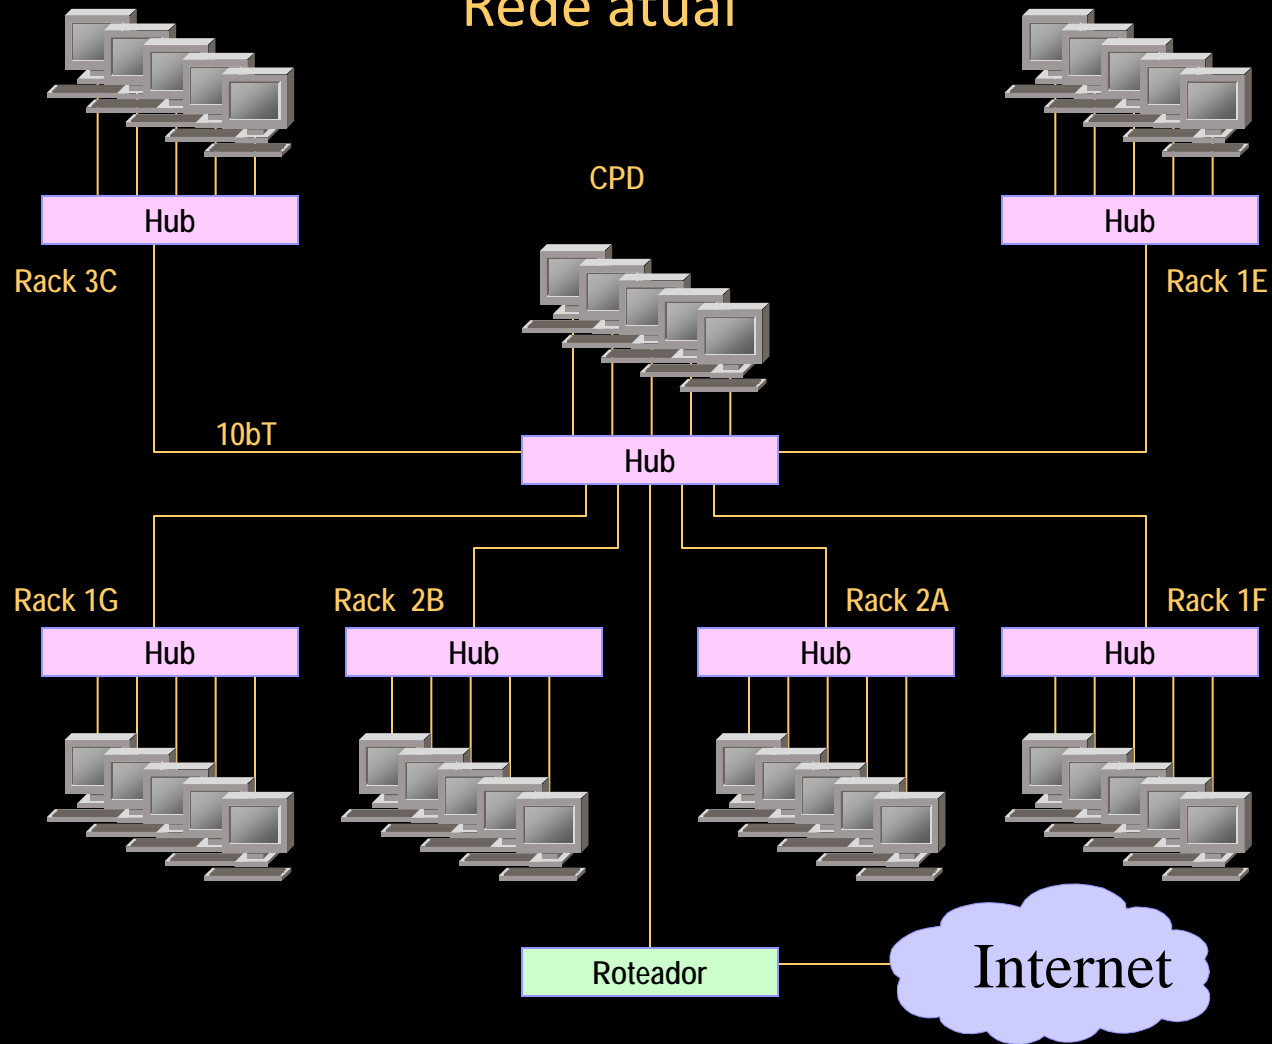 Rede atual
CPD
Hub
Hub
Rack 3C
Rack 1E
10bT
Hub
Rack 1G
Rack 2B
Rack 2A
Rack 1F
Hub
Hub
Hub
Hub
Roteador
Internet